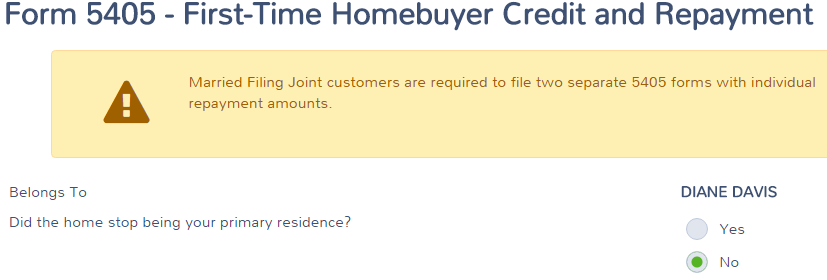 Form 5405 - First-Time Homebuyer Credit and Repayment
Married Filing Joint customers are required to file two separate 5405 forms with individual
repayment amounts.
Belongs To
DIANE DAVIS
Did the home stop being your primary residence?
Yes
No